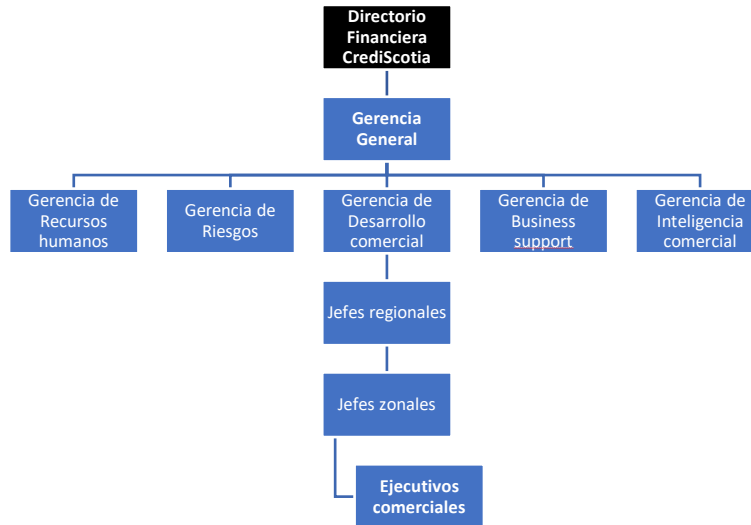 Directorio
Financiera
CrediScotia
Gerencia
General
Gerencia de
Recursos
humanos
Gerencia de
Riesgos
Gerencia de
Desarrollo
comercial
Gerencia de
Business
support
Gerencia de
Inteligencia
comercial
Jefes regionales
Jefes zonales
Ejecutivos
comerciales